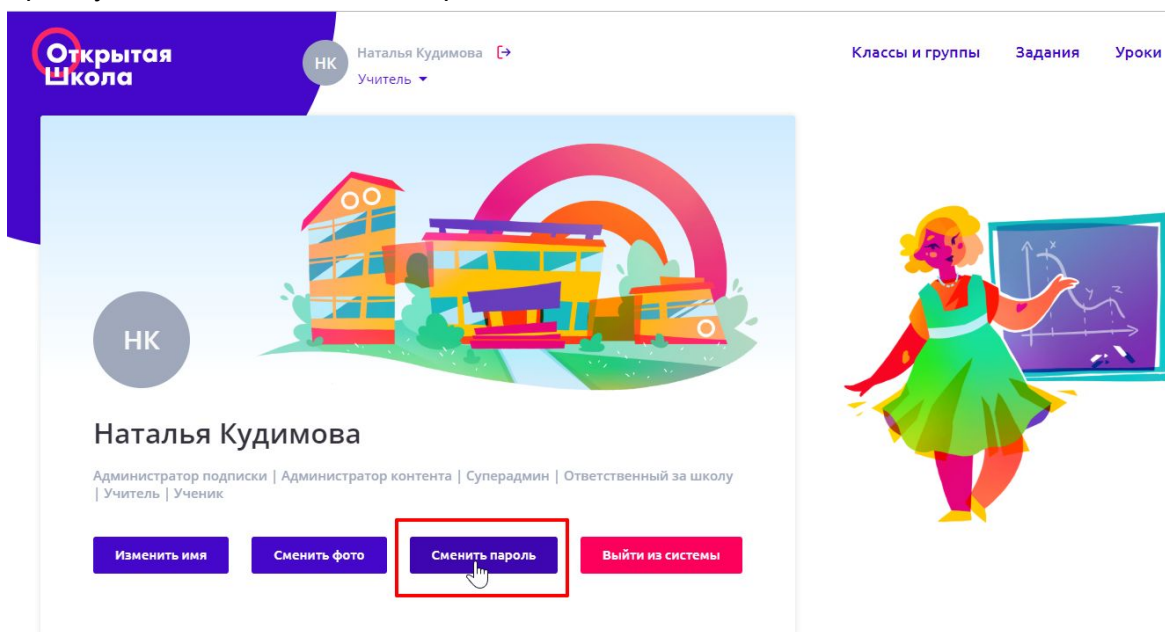 Открытая
Школа
НК
Наталья Кудимова
Учитель
Классы и группы
Задания
Уроки
x
y
z
НК
Наталья Кудимова
Администратор подписки | Администратор контента | Суперадмин | Ответственный за школу
| Учитель | Ученик
Изменить имя
Сменить фото
Сменить пароль
Выйти из системы